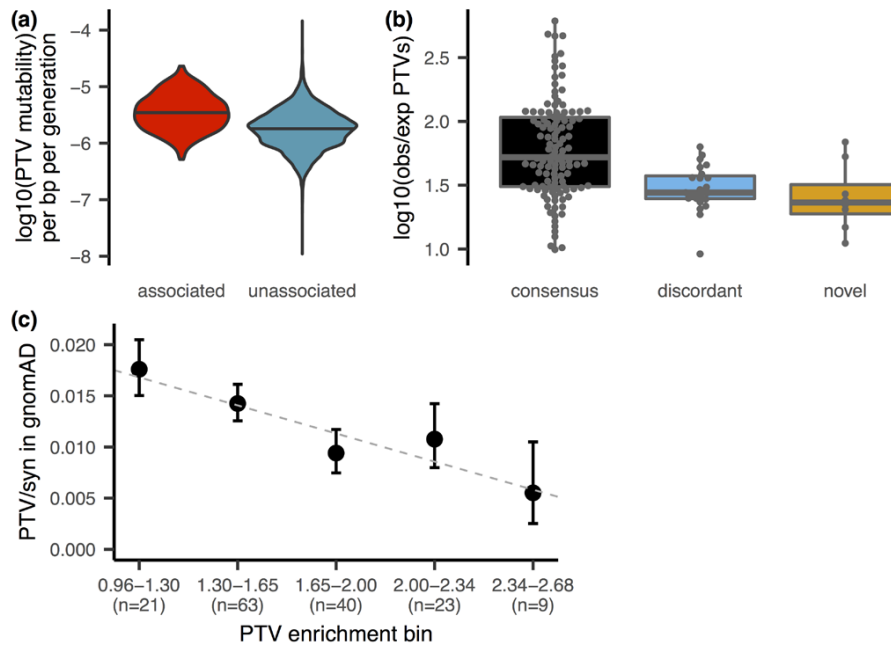 (a)
log10(PTV mutability)
per bp per generation
−4
−5
−6
−7
−8
associated
unassociated
(b)
log10(obs/exp PTVs)
2.5
2.0
1.5
1.0
consensus
discordant
novel
(c)
PTV/syn in gnomAD
0.020
0.015
0.010
0.005
0.000
0.96−1.30
(n=21)
1.30−1.65
(n=63)
1.65−2.00
(n=40)
2.00−2.34
(n=23)
2.34−2.68
(n=9)
PTV enrichment bin